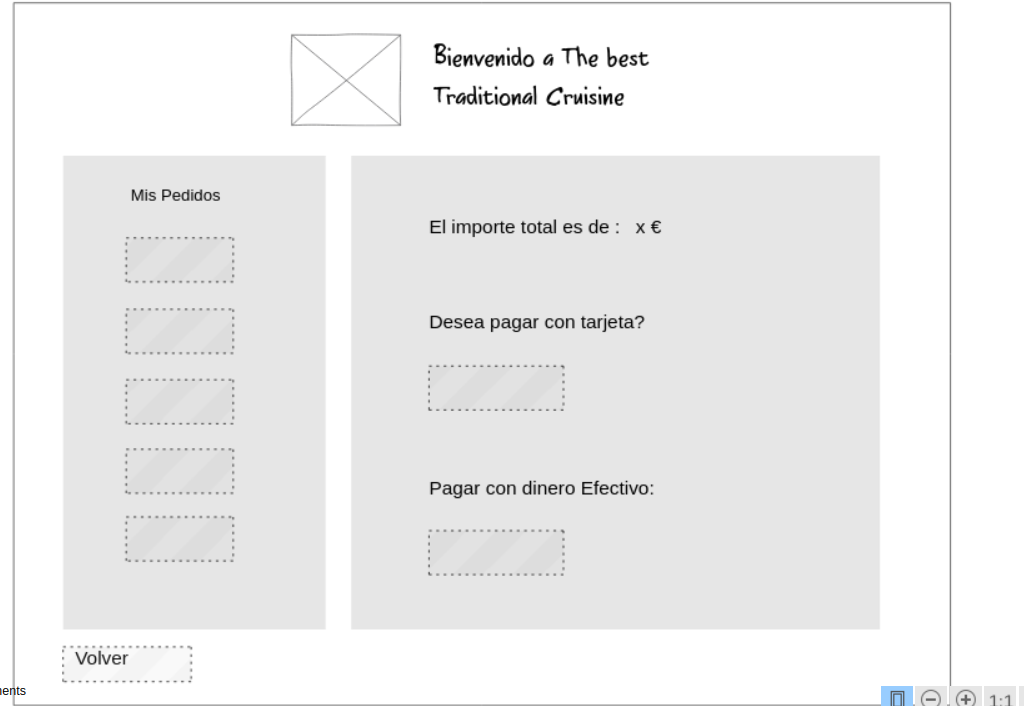 Bienvenido a The best
Traditional Cruisine
Mis Pedidos
El importe total es de : x €
Desea pagar con tarjeta?
Pagar con dinero Efectivo:
Volver
1:1